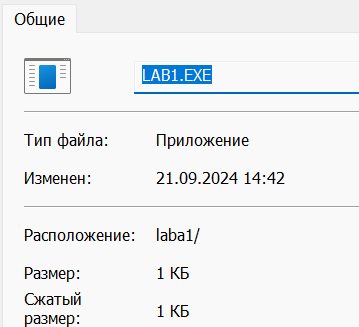 Общие
LAB1.EXE
Тип файла: Приложение
Изменен: 21.09.2024 14:42
Расположение: laba1/
Размер: 1 КБ
Сжатый
размер: 1 КБ